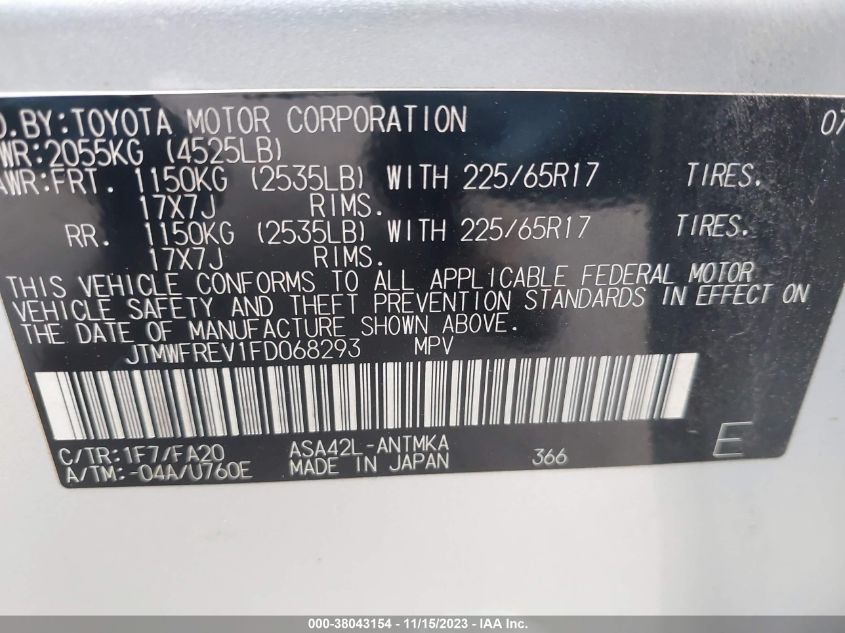 D.BY:TOYOTA MOTOR CORPORATION 07
WR:2055KG (4525LB)
AWR:FRT. 1150KG (2535LB) WITH 225/65R17 TIRES.
17X7J RIMS.
RR. 1150KG (2535LB) WITH 225/65R17 TIRES.
17X7J RIMS.
THIS VEHICLE CONFORMS TO ALL APPLICABLE FEDERAL MOTOR
VEHICLE SAFETY AND THEFT PREVENTION STANDARDS IN EFFECT ON
THE DATE OF MANUFACTURE SHOWN ABOVE.
JTMWFREV1FD068293 MPV
C/TR:1F7/FA20 ASA42L-ANTMKA
A/TM:-04A/U760E MADE IN JAPAN 366 E
000-38043154 - 11/15/2023 - IAA Inc.